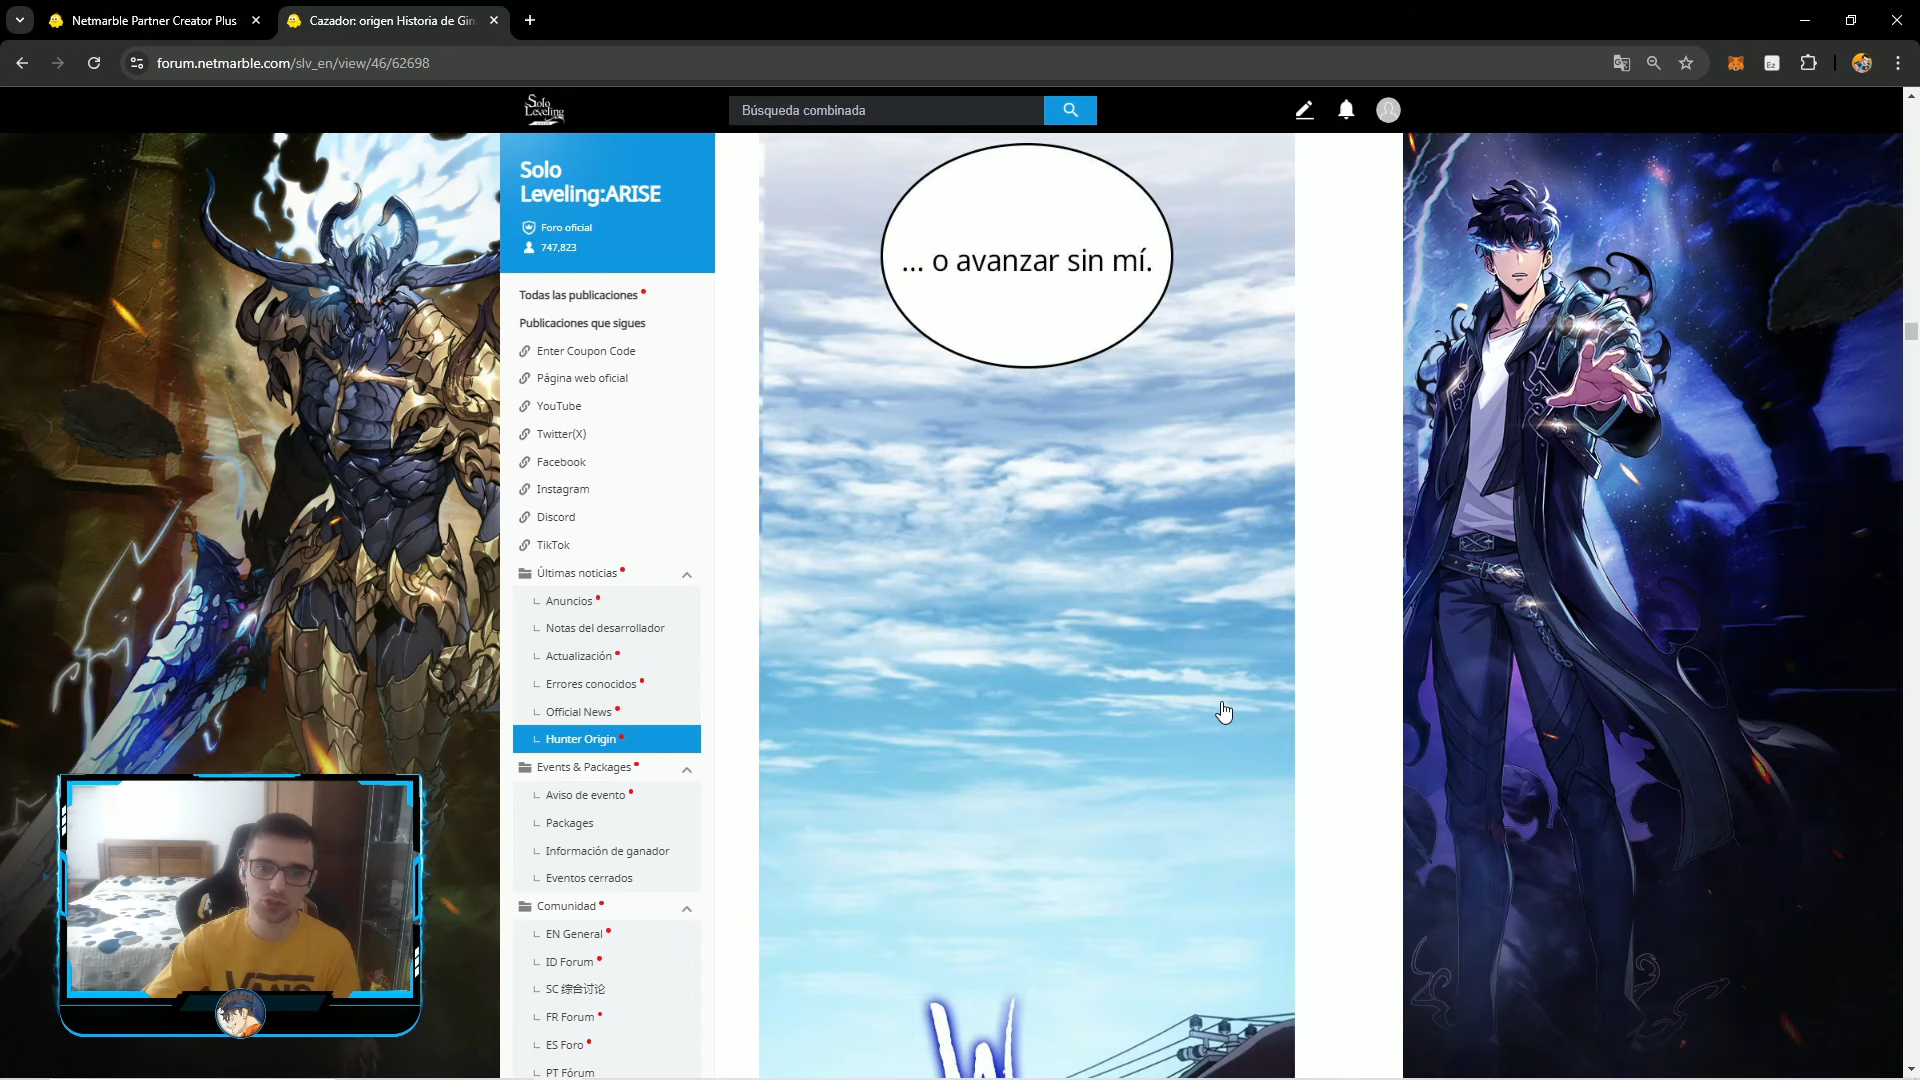 Netmarble Partner Creator Plus
Cazador: origen Historia de Gin
forum.netmarble.com/slv_en/view/46/62698
Ez
Solo
Leveling
Búsqueda combinada
Solo
Leveling:ARISE
Foro oficial
747,823
Todas las publicaciones
Publicaciones que sigues
Enter Coupon Code
Página web oficial
YouTube
Twitter(X)
Facebook
Instagram
Discord
TikTok
Últimas noticias
Anuncios
Notas del desarrollador
Actualización
Errores conocidos
Official News
Hunter Origin
Events & Packages
Aviso de evento
Packages
Información de ganador
Eventos cerrados
Comunidad
EN General
ID Forum
SC 综合讨论
FR Forum
ES Foro
PT Fórum
... o avanzar sin mí.
W
VANS